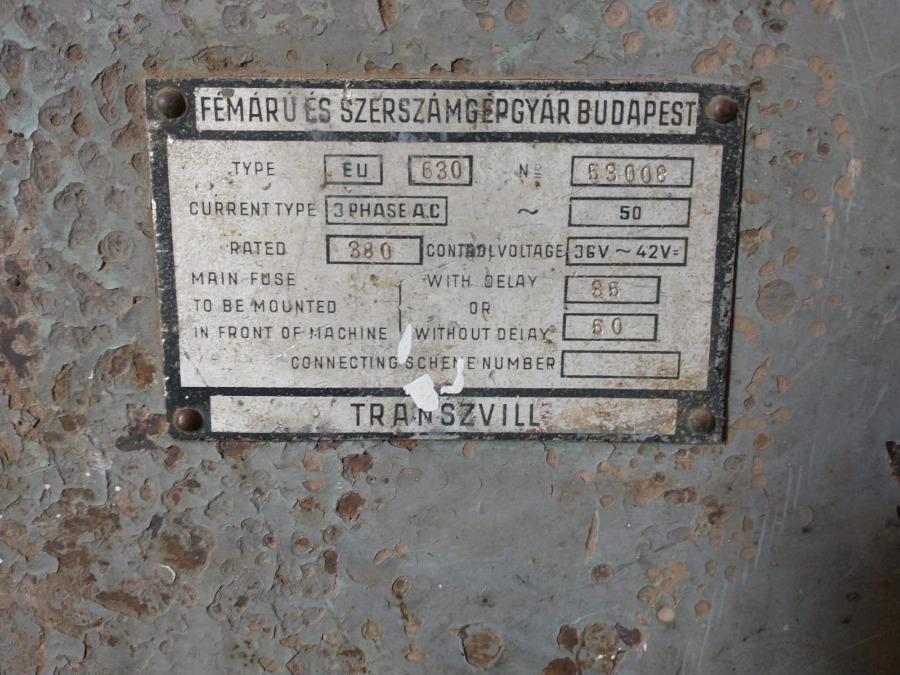 FÉMÁRU ÉS SZERSZÁMGÉPGYÁR BUDAPEST
TYPE EU 630 Nº 63008
CURRENT TYPE 3 PHASE A.C ~ 50
RATED 380 CONTROLVOLTAGE 36V ~ 42V=
MAIN FUSE WITH DELAY 35
TO BE MOUNTED OR
IN FRONT OF MACHINE WITHOUT DELAY 60
CONNECTING SCHEME NUMBER
TRANSZVILL